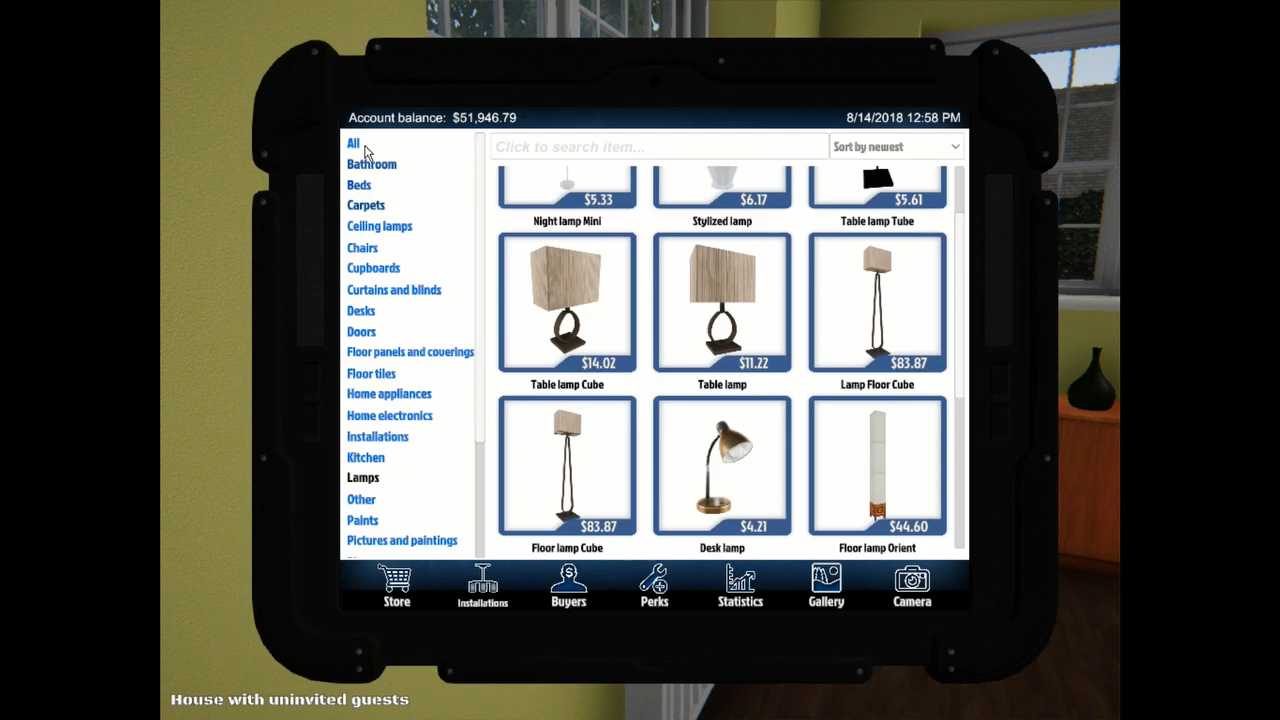 Account balance: $51,946.79
8/14/2018 12:58 PM
All
Bathroom
Beds
Carpets
Ceiling lamps
Chairs
Cupboards
Curtains and blinds
Desks
Doors
Floor panels and coverings
Floor tiles
Home appliances
Home electronics
Installations
Kitchen
Lamps
Other
Paints
Pictures and paintings
Click to search item...
Sort by newest
$5.33
$6.17
$5.61
Night lamp Mini
Stylized lamp
Table lamp Tube
$14.02
$11.22
$83.87
Table lamp Cube
Table lamp
Lamp Floor Cube
$83.87
$4.21
$44.60
Floor lamp Cube
Desk lamp
Floor lamp Orient
Store
Installations
Buyers
Perks
Statistics
Gallery
Camera
House with uninvited guests